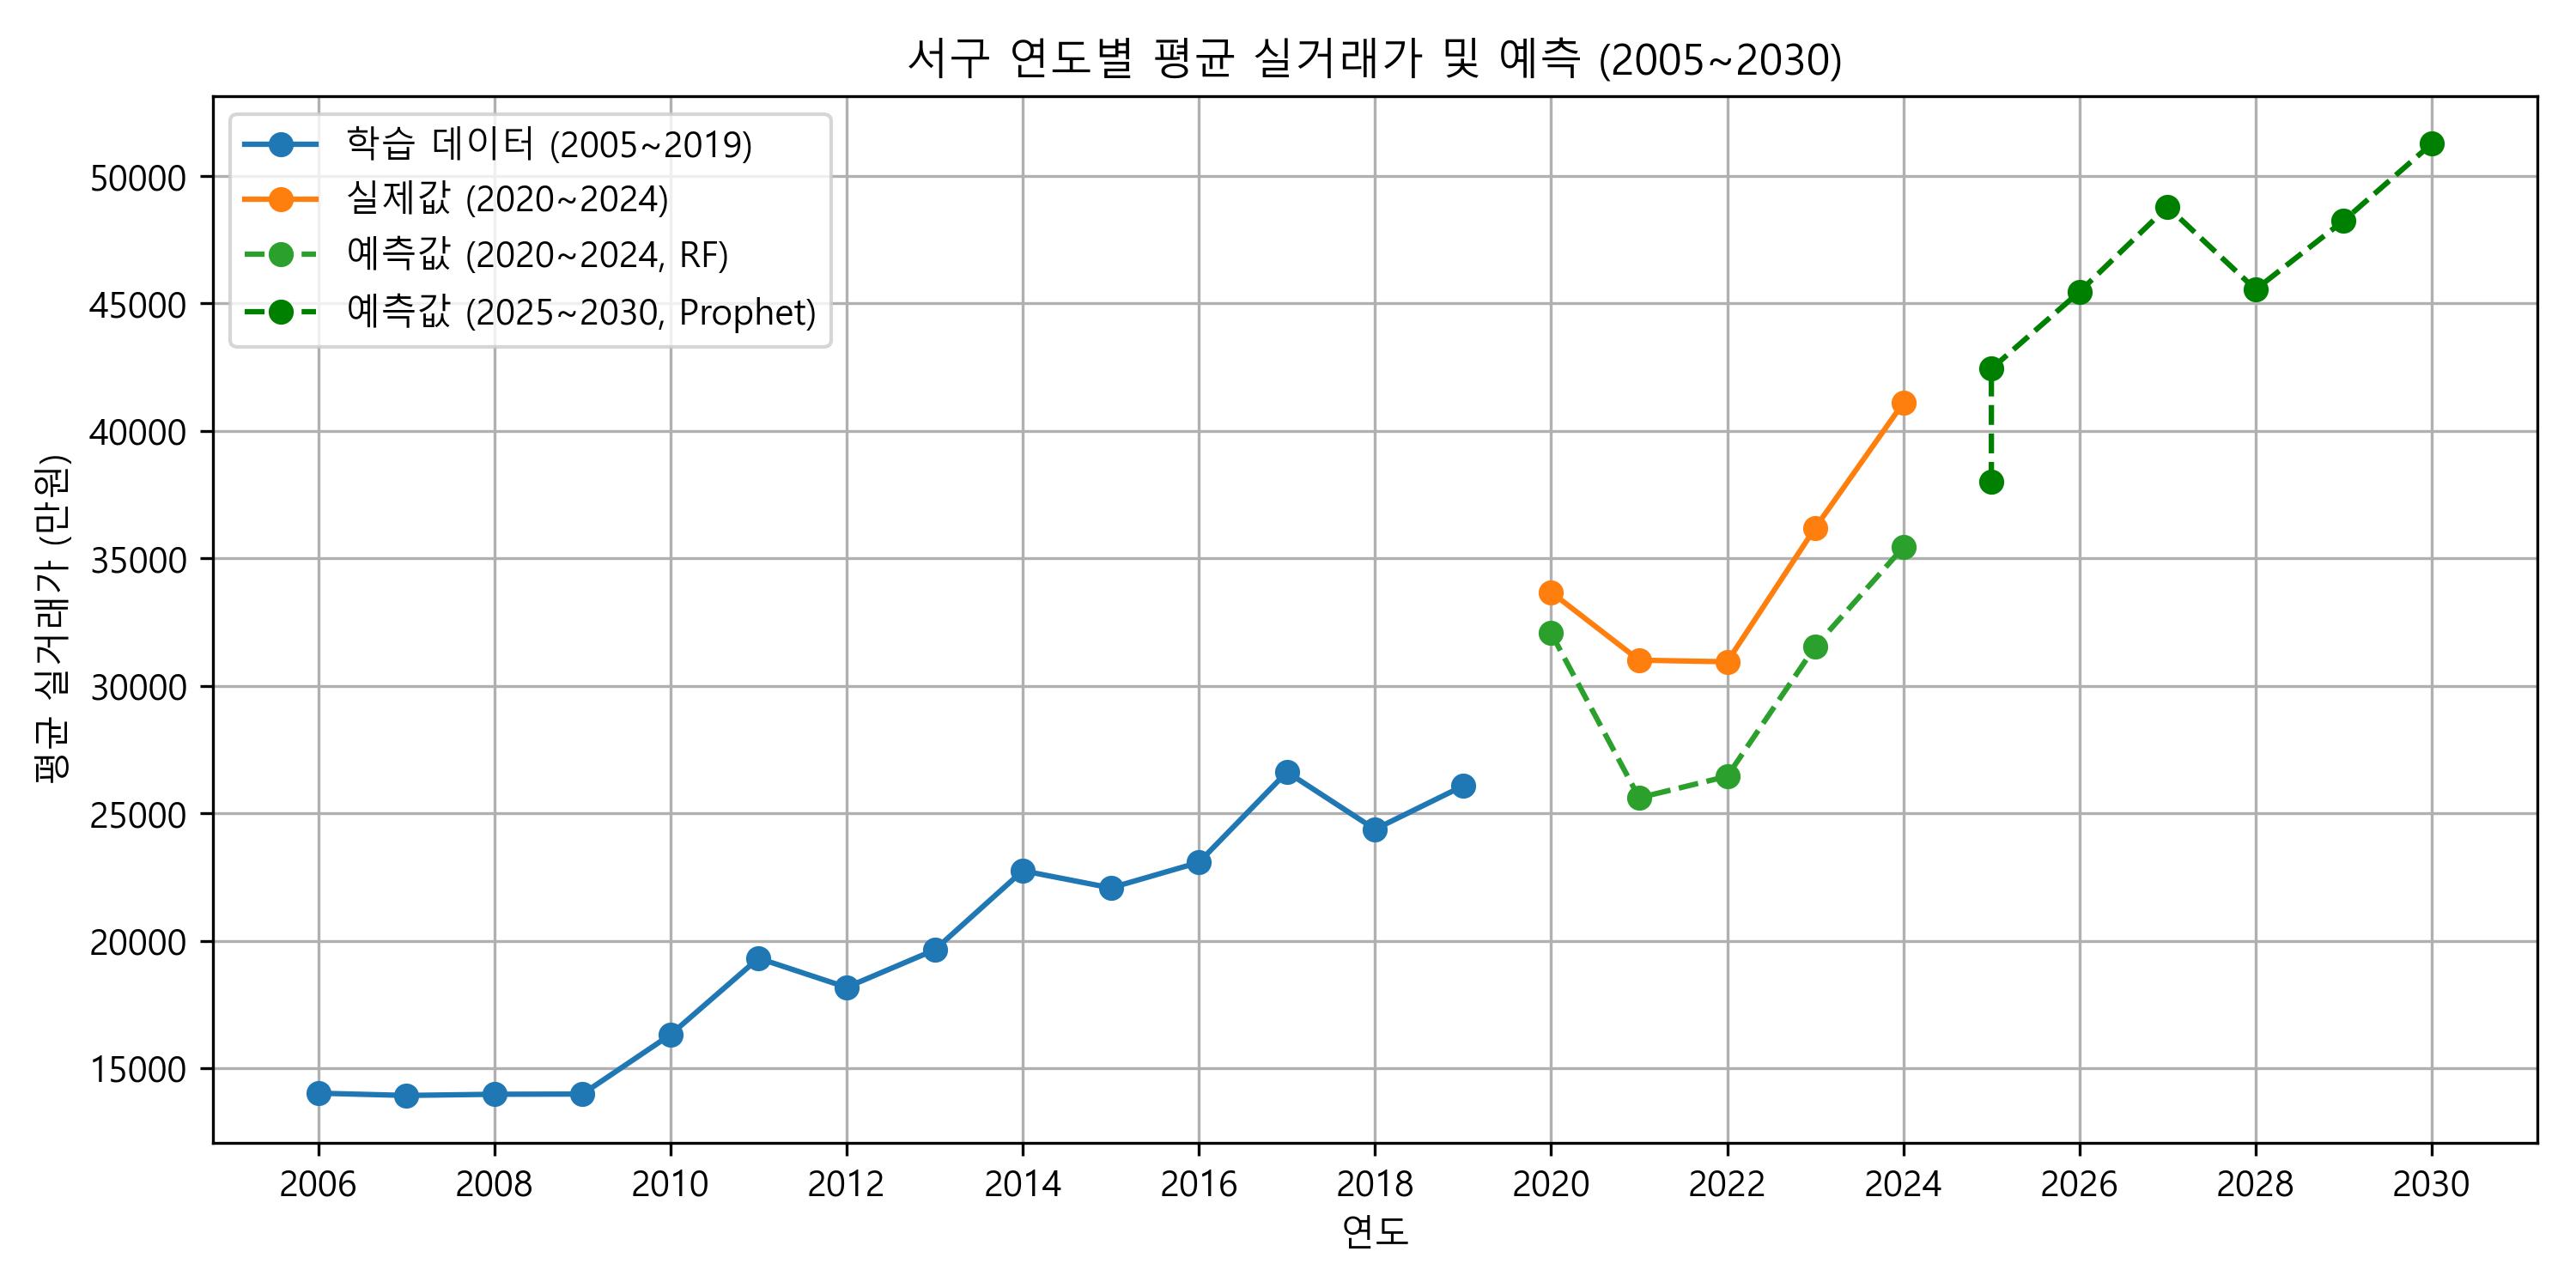 서구 연도별 평균 실거래가 및 예측 (2005~2030)
학습 데이터 (2005~2019)
실제값 (2020~2024)
예측값 (2020~2024, RF)
예측값 (2025~2030, Prophet)
평균 실거래가 (만원)
50000
45000
40000
35000
30000
25000
20000
15000
2006 2008 2010 2012 2014 2016 2018 2020 2022 2024 2026 2028 2030
연도